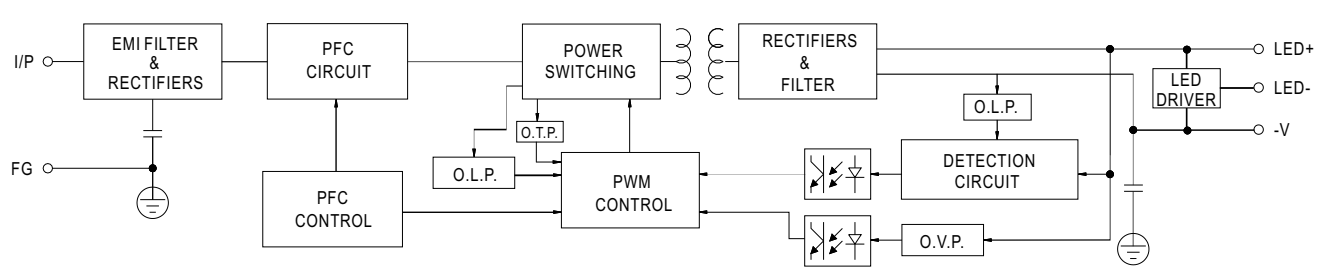 I/P
EMI FILTER
&
RECTIFIERS
PFC
CIRCUIT
POWER
SWITCHING
RECTIFIERS
&
FILTER
LED+
LED
DRIVER
LED-
-V
O.L.P.
O.T.P.
O.L.P.
DETECTION
CIRCUIT
FG
PFC
CONTROL
PWM
CONTROL
O.V.P.